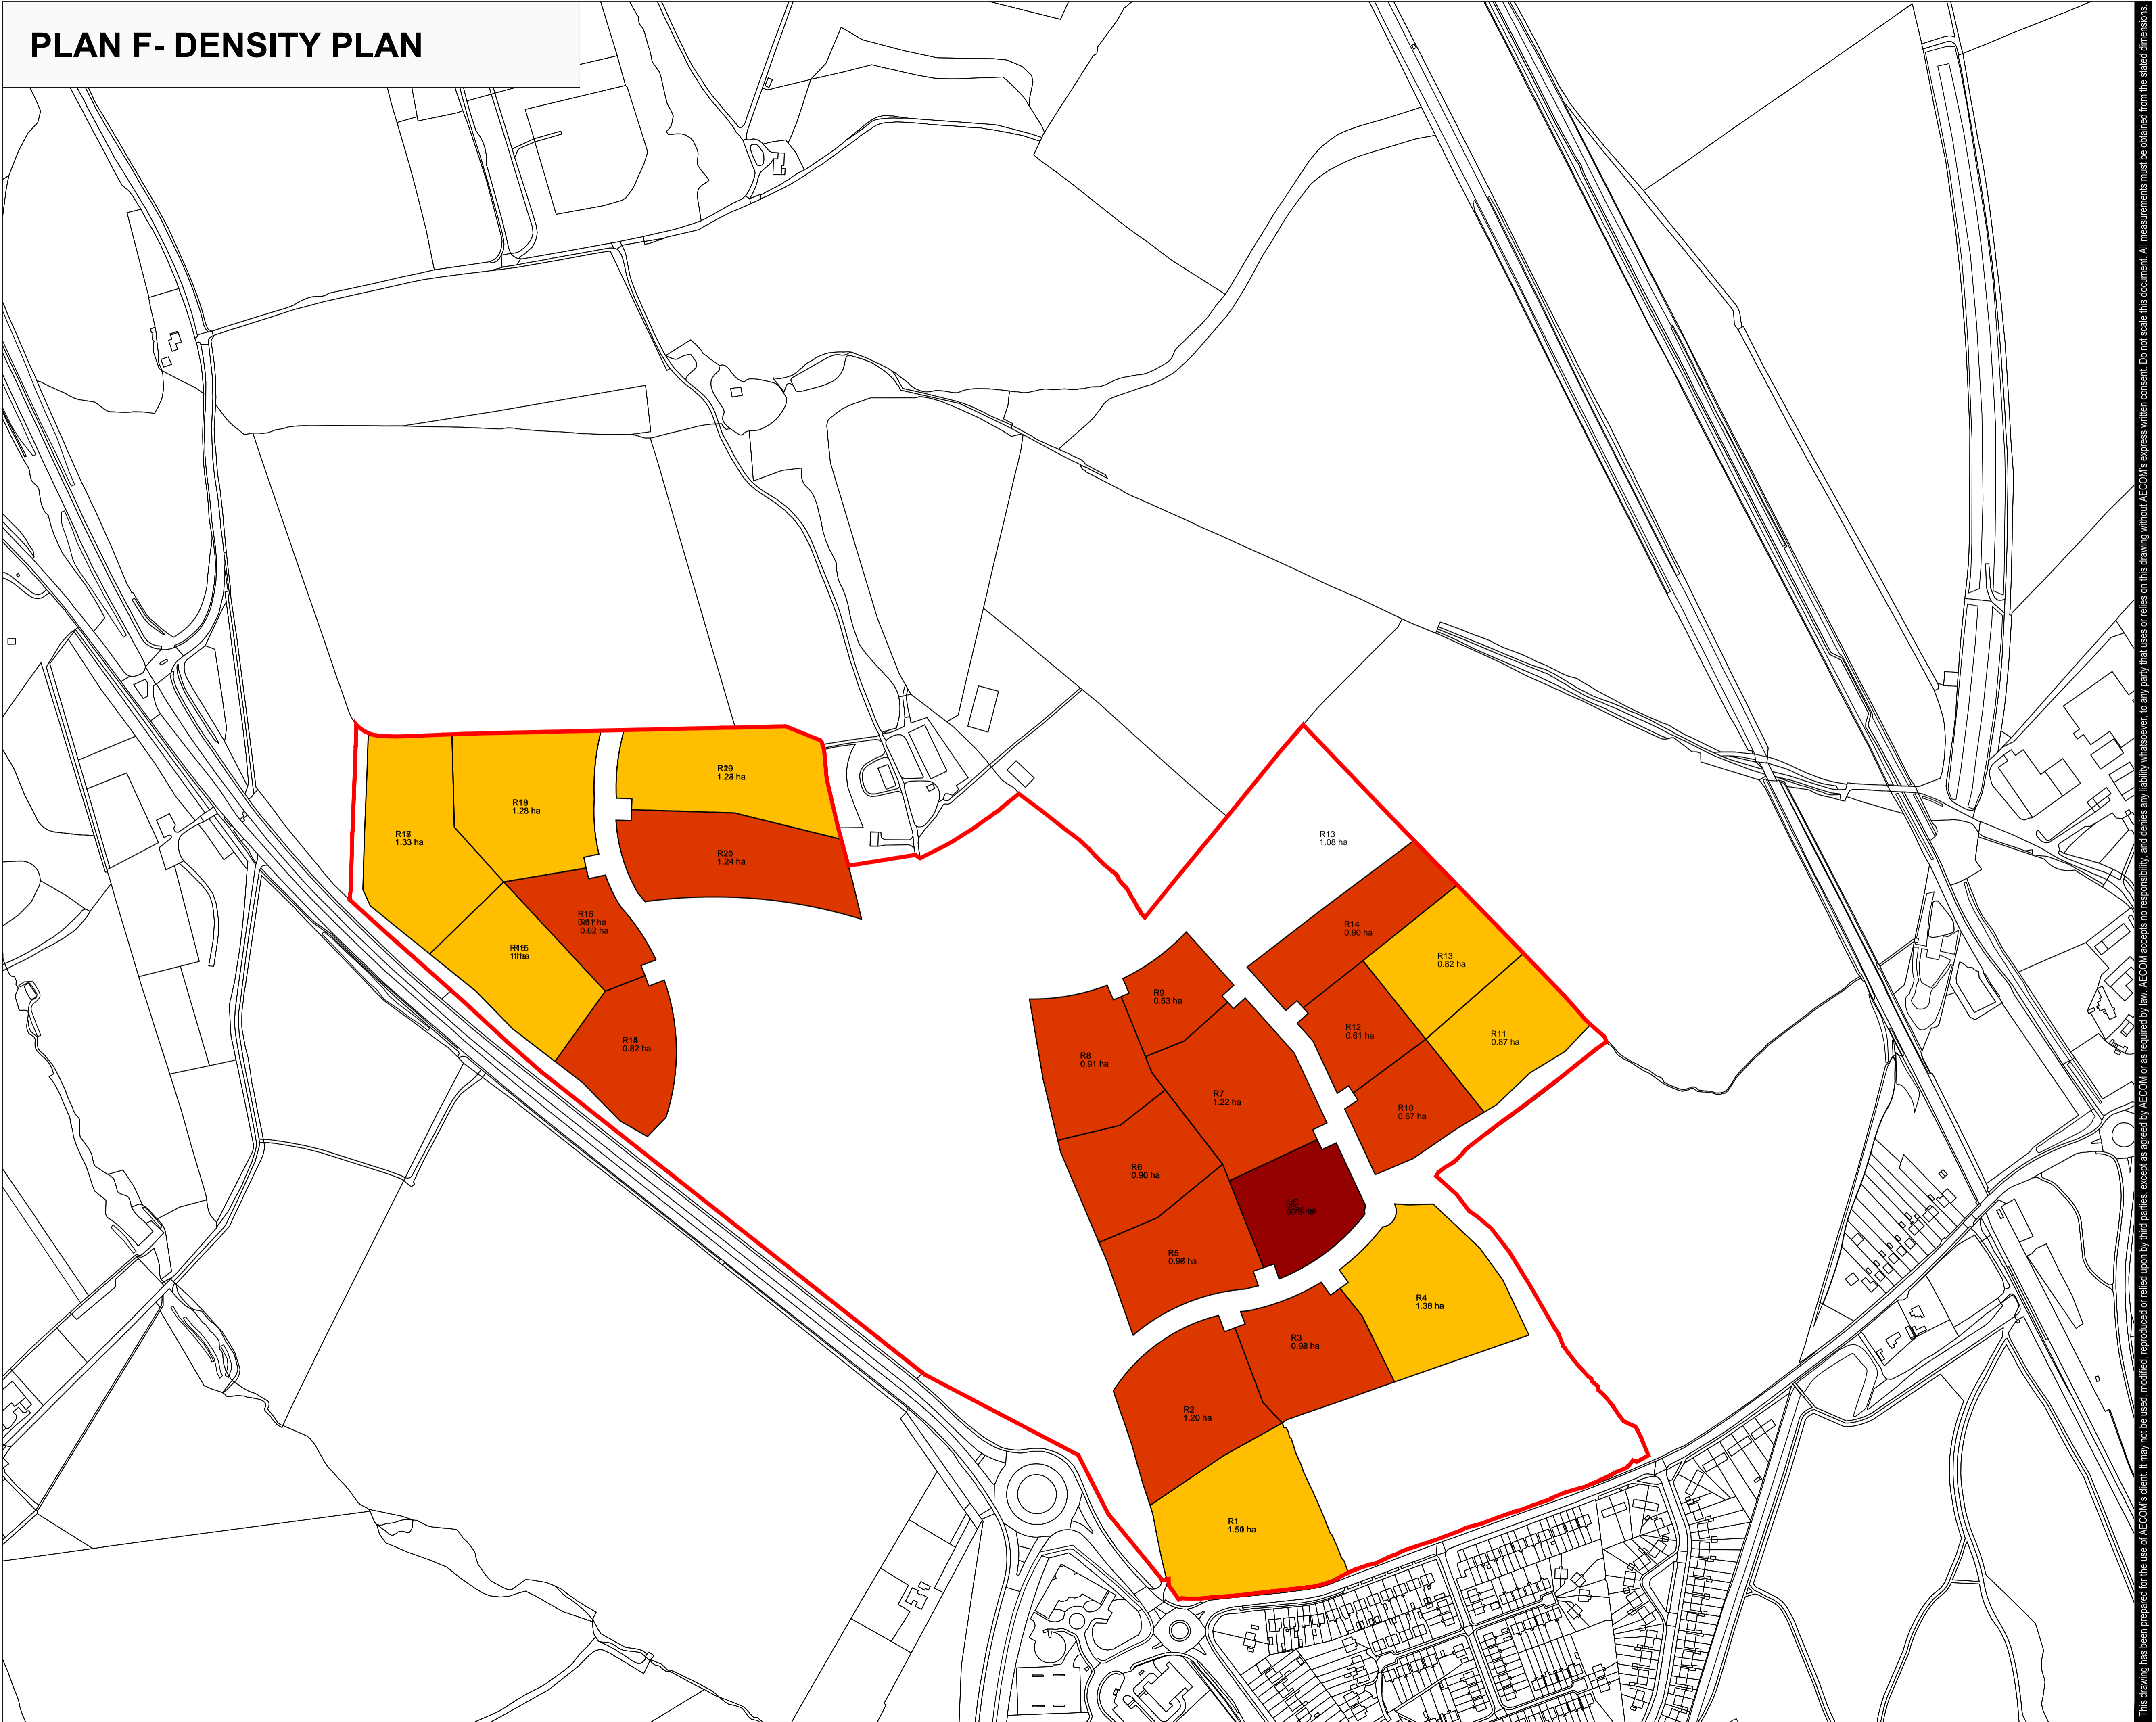 PLAN F- DENSITY PLAN
This drawing has been prepared for the use of AECOM's client. It may not be used, modified, reproduced or relied upon by third parties, except as agreed by AECOM or as required by law. AECOM accepts no responsibility, and denies any liability whatsoever, to any party that uses or relies on this drawing without AECOM's express written consent. Do not scale this document. All measurements must be obtained from the stated dimensions.
1.28 ha
1.33 ha
1.24 ha
R16
0.62 ha
0.82 ha
R13
1.08 ha
R14
0.90 ha
R13
0.82 ha
R12
0.61 ha
R11
0.87 ha
R10
0.67 ha
R9
0.53 ha
R8
0.91 ha
R7
1.22 ha
R6
0.90 ha
R5
R4
R3
0.98 ha
R2
1.20 ha
R1